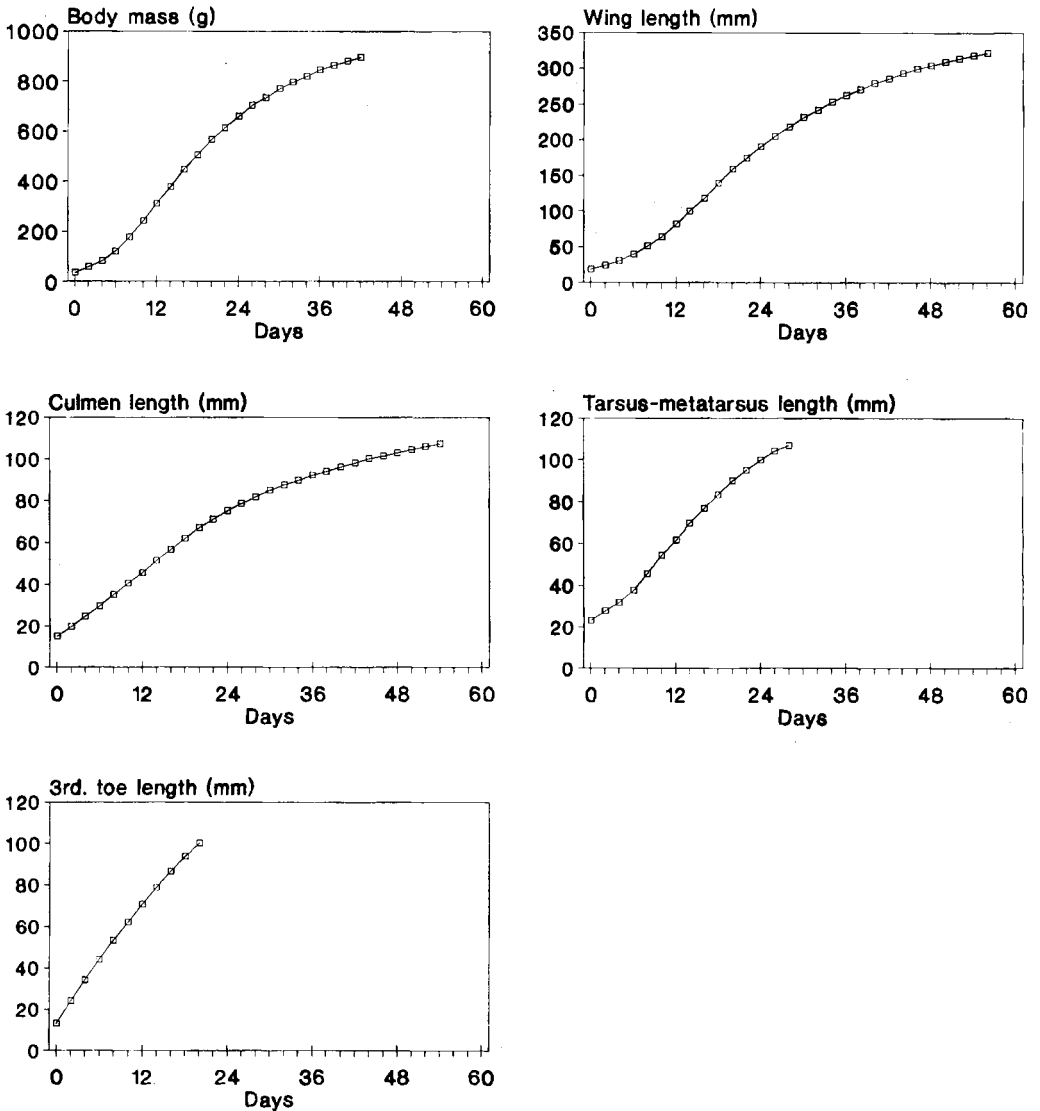 Body mass (g)
1000
800
600
400
200
0
0 12 24 36 48 60
Days
Wing length (mm)
350
300
250
200
150
100
50
0
0 12 24 36 48 60
Days
Culmen length (mm)
120
100
80
60
40
20
0
0 12 24 36 48 60
Days
Tarsus-metatarsus length (mm)
120
100
80
60
40
20
0
0 12 24 36 48 60
Days
3rd. toe length (mm)
120
100
80
60
40
20
0
0 12 24 36 48 60
Days